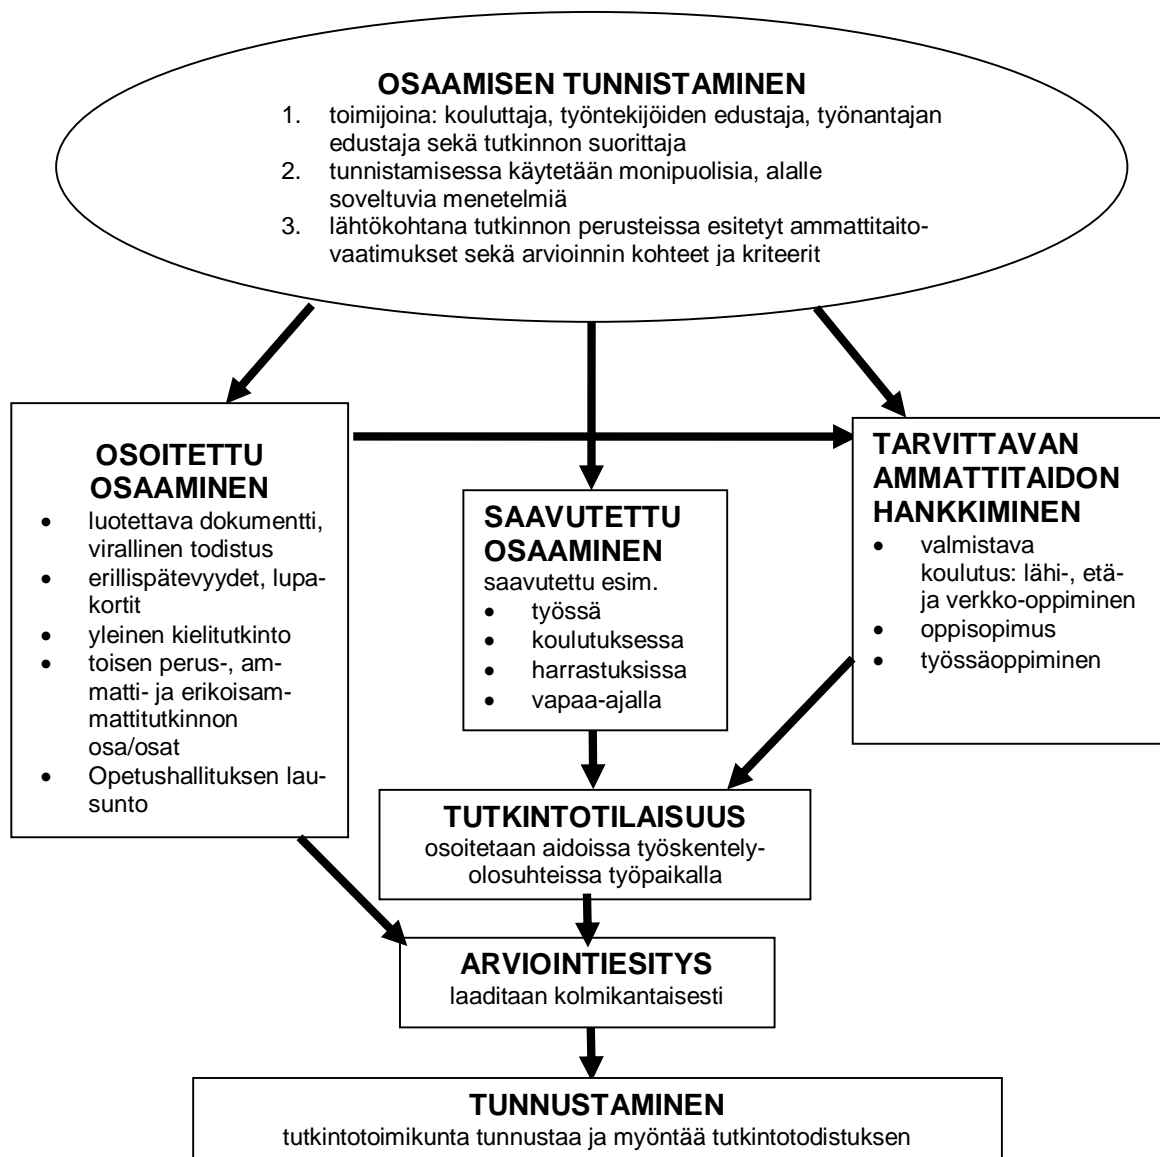 OSAAMISEN TUNNISTAMINEN
1. toimijoina: kouluttaja, työntekijöiden edustaja, työnantajan
edustaja sekä tutkinnon suorittaja
2. tunnistamisessa käytetään monipuolisia, alalle
soveltuvia menetelmiä
3. lähtökohtana tutkinnon perusteissa esitetyt ammattitaito-
vaatimukset sekä arvioinnin kohteet ja kriteerit
OSOITETTU
OSAAMINEN
• luotettava dokumentti,
virallinen todistus
• erillispätevyydet, lupa-
kortit
• yleinen kielitutkinto
• toisen perus-, am-
matti- ja erikoisam-
mattitutkinnon
osa/osat
• Opetushallituksen lau-
sunto
SAAVUTETTU
OSAAMINEN
saavutettu esim.
• työssä
• koulutuksessa
• harrastuksissa
• vapaa-ajalla
TARVITTAVAN
AMMATTITAIDON
HANKKIMINEN
• valmistava
koulutus: lähi-, etä-
ja verkko-oppiminen
• oppisopimus
• työssäoppiminen
TUTKINTOTILAISUUS
osoitetaan aidoissa työskentely-
olosuhteissa työpaikalla
ARVIOINTIESITYS
laaditaan kolmikantaisesti
TUNNUSTAMINEN
tutkintotoimikunta tunnustaa ja myöntää tutkintotodistuksen